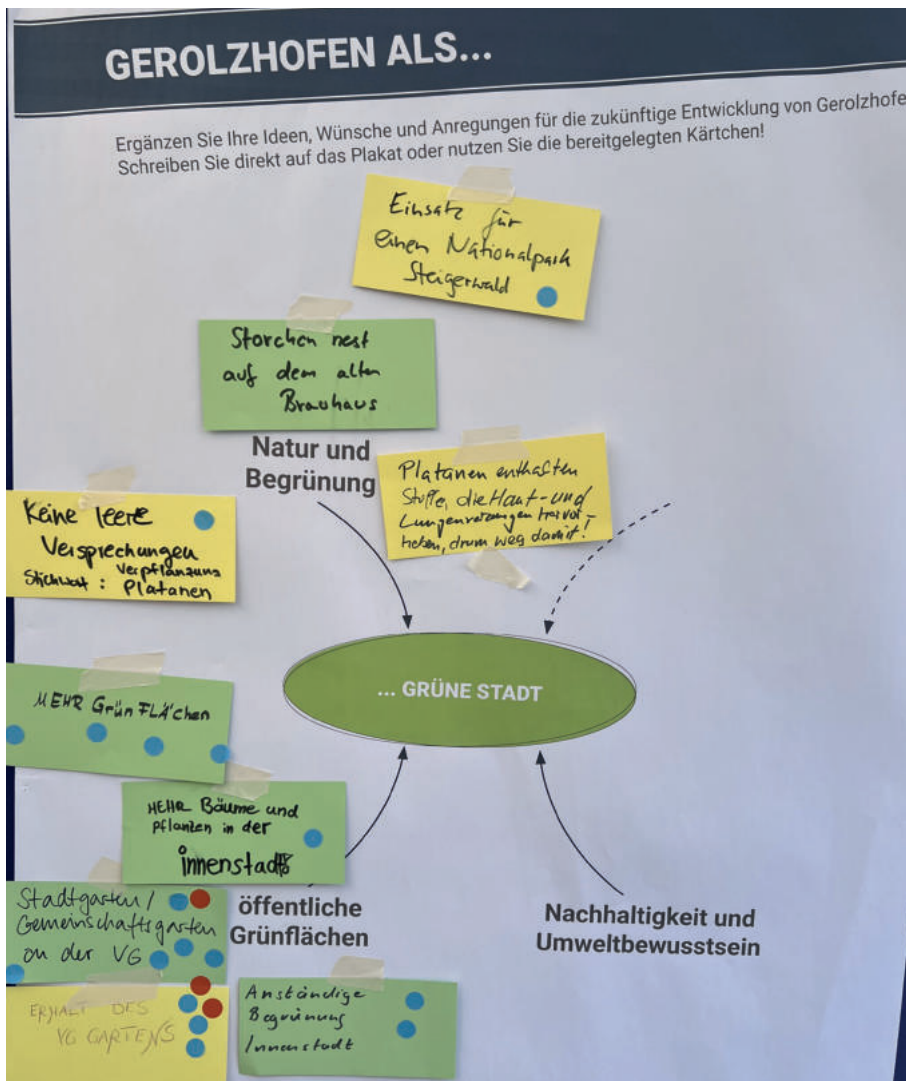 GEROLZHOFEN ALS...
Ergänzen Sie Ihre Ideen, Wünsche und Anregungen für die zukünftige Entwicklung von Gerolzhofe
Schreiben Sie direkt auf das Plakat oder nutzen Sie die bereitgelegten Kärtchen!
Einsatz für
einen Nationalpark
Steigerwald
Storchen nest
auf dem alten
Brauhaus
Natur und
Begrünung
Platanen enthalten
Stoffe, die Haut- und
Lungenreizungen hervor-
heben, drum weg damit!
Keine leere
Versprechungen
Verpflanzung
Stichwort: Platanen
MEHR GrünFLÄchen
... GRÜNE STADT
MEHR Bäume und
pflanzen in der
innenstadt
Stadtgarten/
Gemeinschaftsgarten
an der VG
öffentliche
Grünflächen
Nachhaltigkeit und
Umweltbewusstsein
ERHALT DES
VG GARTENS
Anständige
Begrünung
Innenstadt